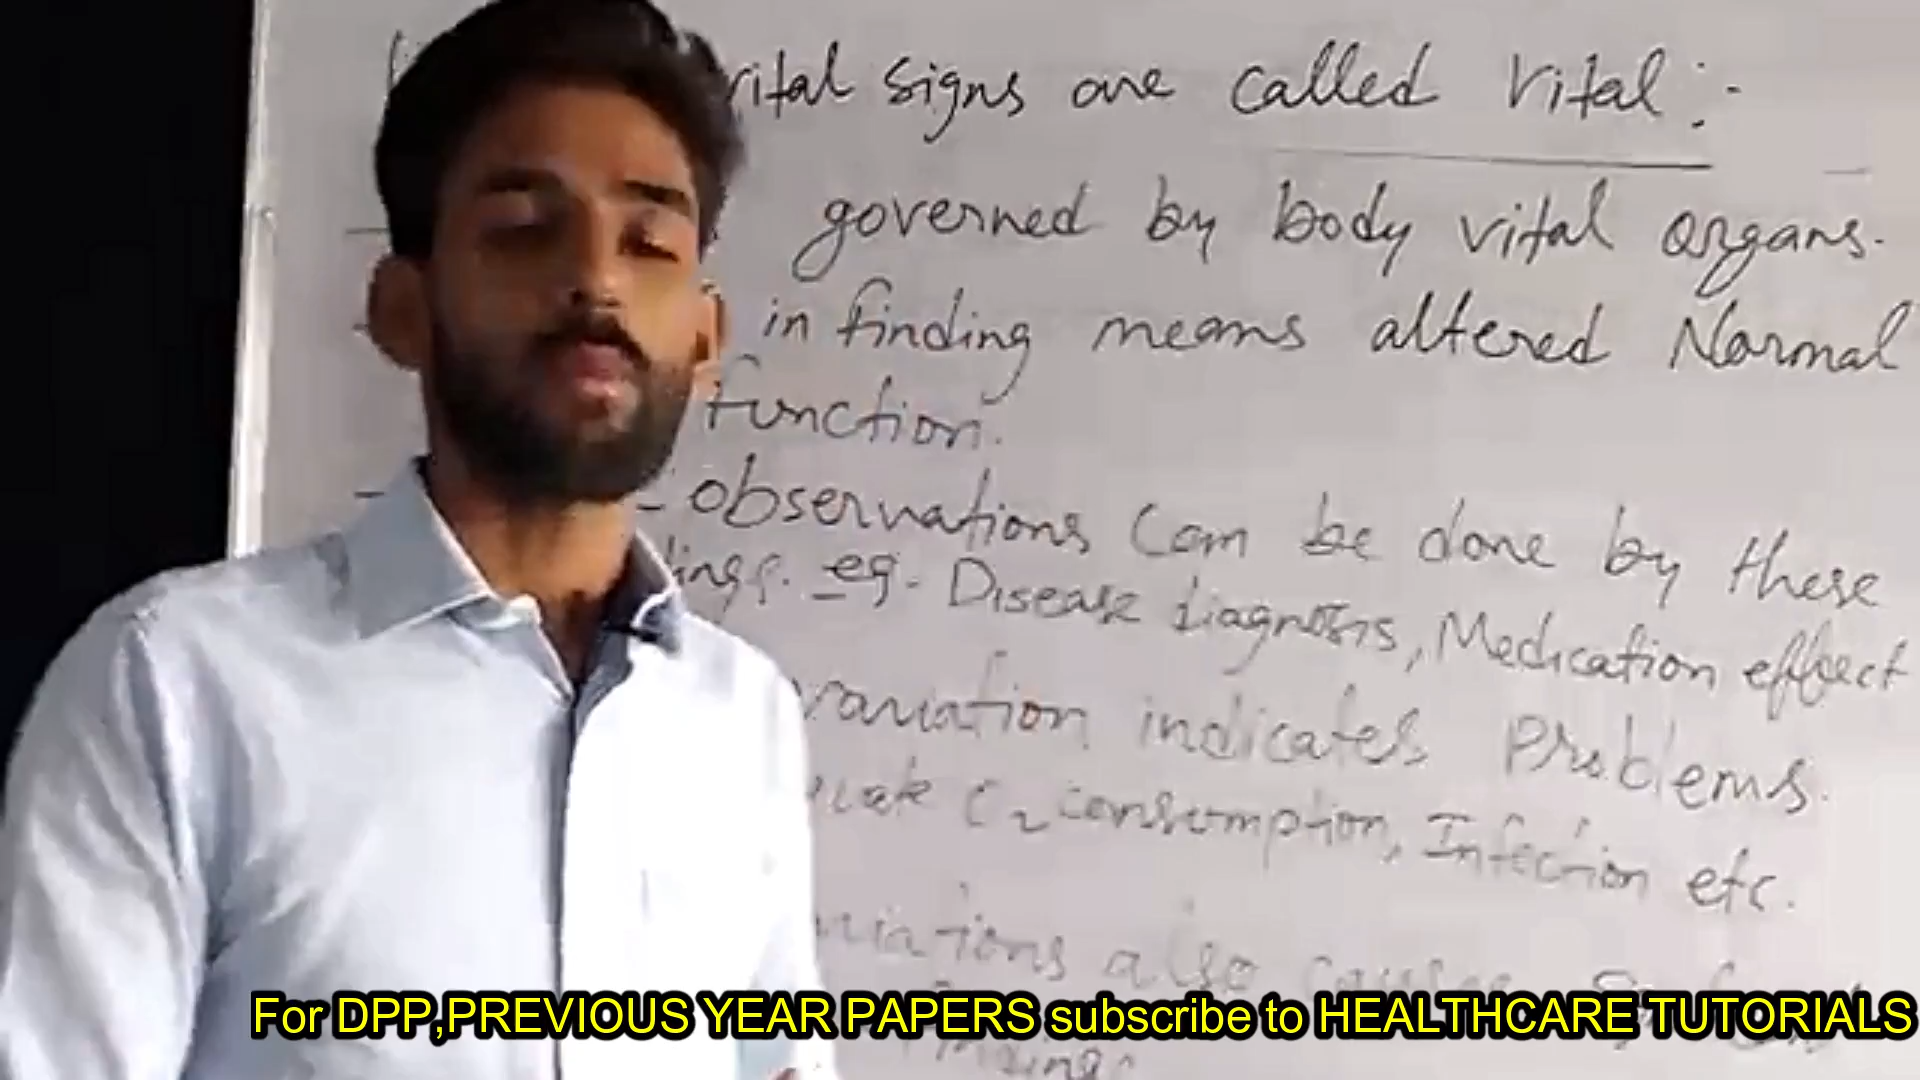 vital signs are called Vital :-
governed by body vital organs.
in finding means altered Normal
function.
observations can be done by these
eg. Disease diagnosis, Medication effect
variation indicates Problems.
consumption, Infection etc.
also causes
For DPP,PREVIOUS YEAR PAPERS subscribe to HEALTHCARE TUTORIALS